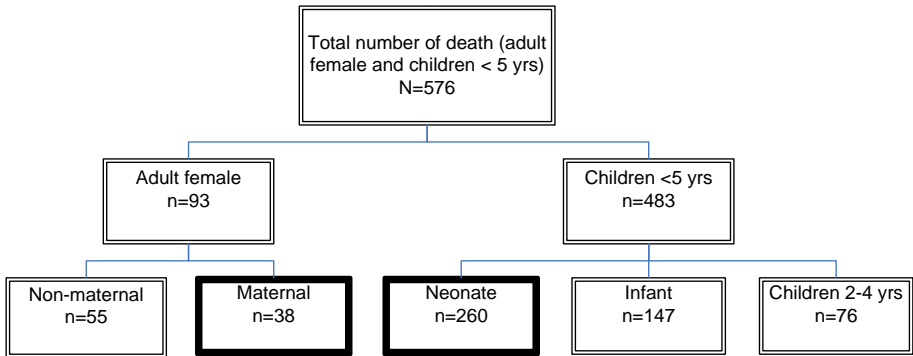 Total number of death (adult
female and children < 5 yrs)
N=576
Adult female
n=93
Children <5 yrs
n=483
Non-maternal
n=55
Maternal
n=38
Neonate
n=260
Infant
n=147
Children 2-4 yrs
n=76